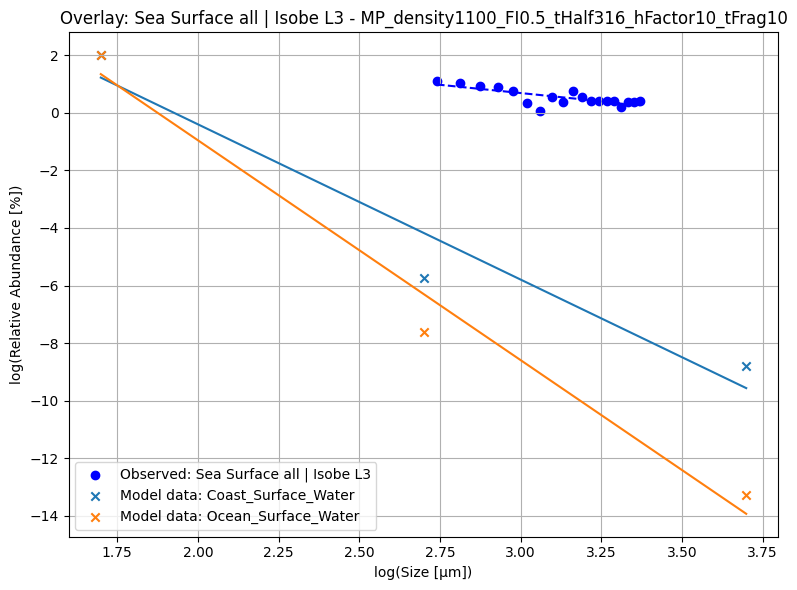 Overlay: Sea Surface all | Isobe L3 - MP_density1100_FI0.5_tHalf316_hFactor10_tFrag10
log(Relative Abundance [%])
2
0
−2
−4
−6
−8
−10
−12
−14
Observed: Sea Surface all | Isobe L3
Model data: Coast_Surface_Water
Model data: Ocean_Surface_Water
1.75 2.00 2.25 2.50 2.75 3.00 3.25 3.50 3.75
log(Size [μm])